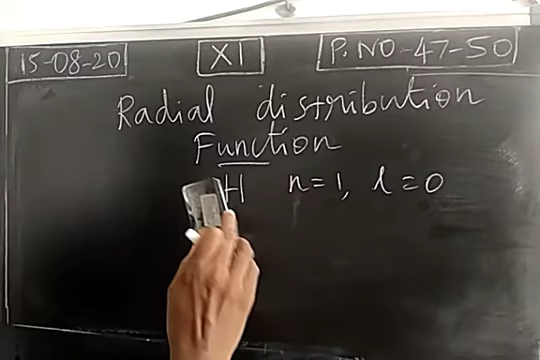 15-08-20 XI P.NO-47-50
Radial distribution
Function
H n=1, l=0